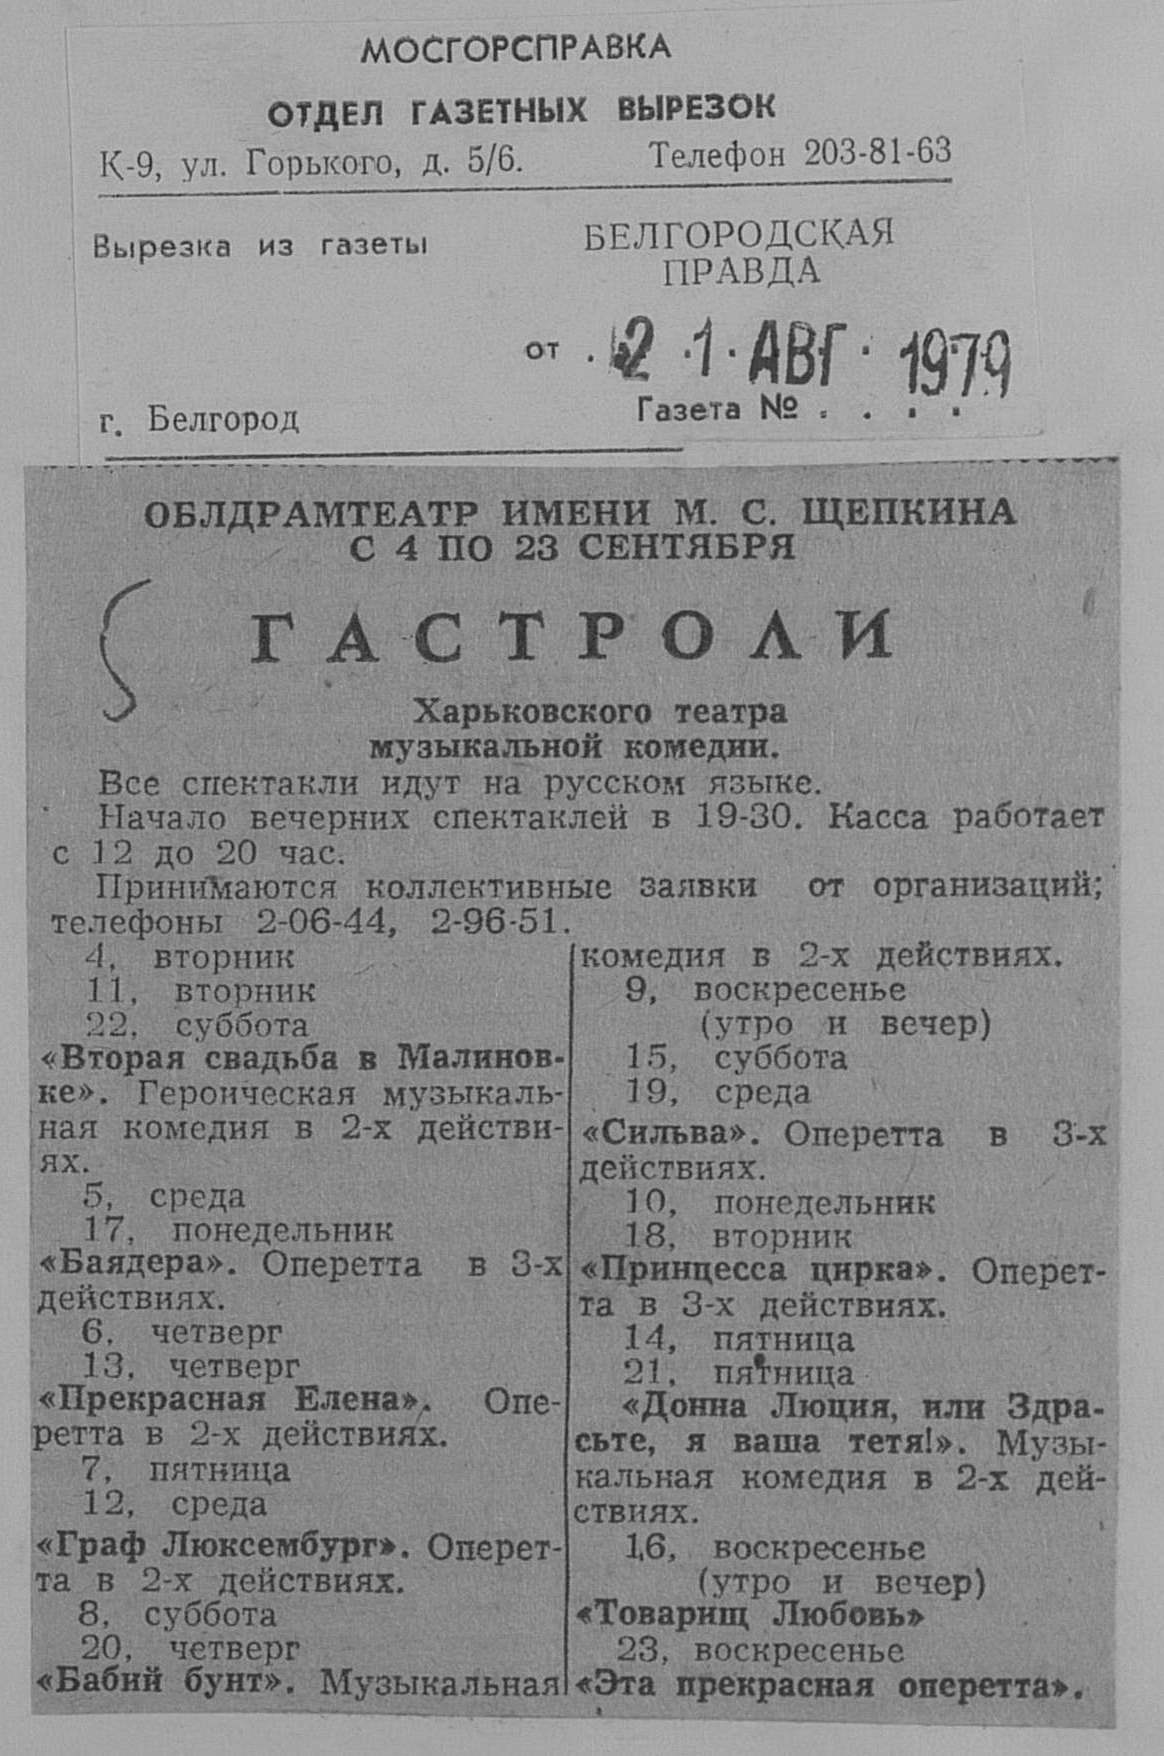 МОСГОРСПРАВКА
ОТДЕЛ ГАЗЕТНЫХ ВЫРЕЗОК
К-9, ул. Горького, д. 5/6. Телефон 203-81-63
Вырезка из газеты
БЕЛГОРОДСКАЯ
ПРАВДА
от . 2 1. АВГ. 1979
г. Белгород
Газета № . . . .
ОБЛДРАМТЕАТР ИМЕНИ М. С. ЩЕПКИНА
С 4 ПО 23 СЕНТЯБРЯ
ГАСТРОЛИ
Харьковского театра
музыкальной комедии.
Все спектакли идут на русском языке.
Начало вечерних спектаклей в 19-30. Касса работает
с 12 до 20 час.
Принимаются коллективные заявки от организаций;
телефоны 2-06-44, 2-96-51.
4, вторник
11, вторник
22, суббота
«Вторая свадьба в Малинов-
ке». Героическая музыкаль-
ная комедия в 2-х действи-
ях.
5, среда
17, понедельник
«Баядера». Оперетта в 3-х
действиях.
6, четверг
13, четверг
«Прекрасная Елена». Опе-
ретта в 2-х действиях.
7, пятница
12, среда
«Граф Люксембург». Оперет-
та в 2-х действиях.
8, суббота
20, четверг
«Бабий бунт». Музыкальная
комедия в 2-х действиях.
9, воскресенье
(утро и вечер)
15, суббота
19, среда
«Сильва». Оперетта в 3-х
действиях.
10, понедельник
18, вторник
«Принцесса цирка». Оперет-
та в 3-х действиях.
14, пятница
21, пятница
«Донна Люция, или Здра-
сьте, я ваша тетя!». Музы-
кальная комедия в 2-х дей-
ствиях.
16, воскресенье
(утро и вечер)
«Товарищ Любовь»
23, воскресенье
«Эта прекрасная оперетта».